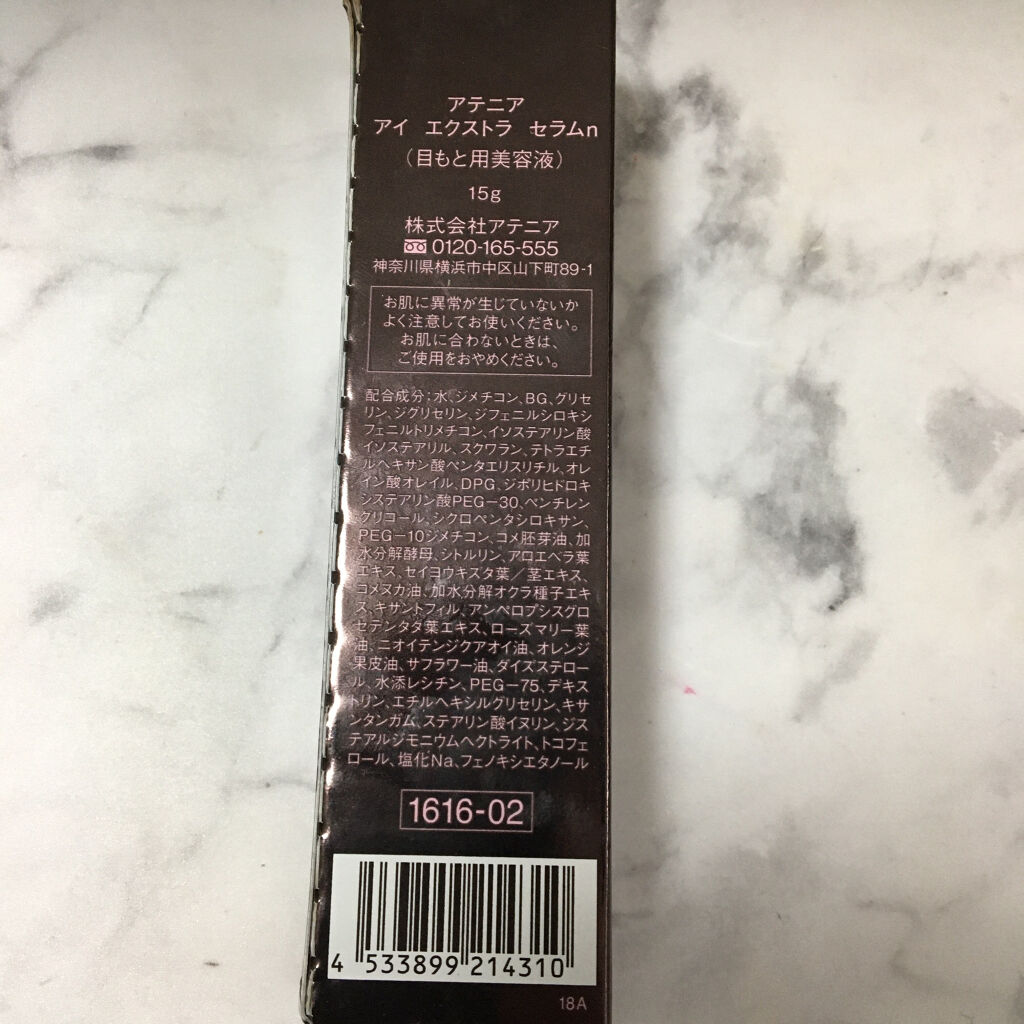 アテニア
アイ エクストラ セラムn
（目もと用美容液）
15g
株式会社アテニア
0120-165-555
神奈川県横浜市中区山下町89-1
お肌に異常が生じていないか
よく注意してお使いください。
お肌に合わないときは、
ご使用をおやめください。
配合成分：水、ジメチコン、BG、グリセ
リン、ジグリセリン、ジフェニルシロキシ
フェニルトリメチコン、イソステアリン酸
イソステアリル、スクワラン、テトラエチ
ルヘキサン酸ペンタエリスリチル、オレ
イン酸オレイル、DPG、ジポリヒドロキ
システアリン酸PEG－30、ペンチレン
グリコール、シクロペンタシロキサン、
PEG－10ジメチコン、コメ胚芽油、加
水分解酵母、シトルリン、アロエベラ葉
エキス、セイヨウキズタ葉／茎エキス、
コメヌカ油、加水分解オクラ種子エキ
ス、キサントフィル、アンペロプシスグロ
セデンタタ葉エキス、ローズマリー葉
油、ニオイテンジクアオイ油、オレンジ
果皮油、サフラワー油、ダイズステロー
ル、水添レシチン、PEG－75、デキス
トリン、エチルヘキシルグリセリン、キサ
ンタンガム、ステアリン酸イヌリン、ジス
テアルジモニウムヘクトライト、トコフェ
ロール、塩化Na、フェノキシエタノール
1616-02
4 533899 214310
18A